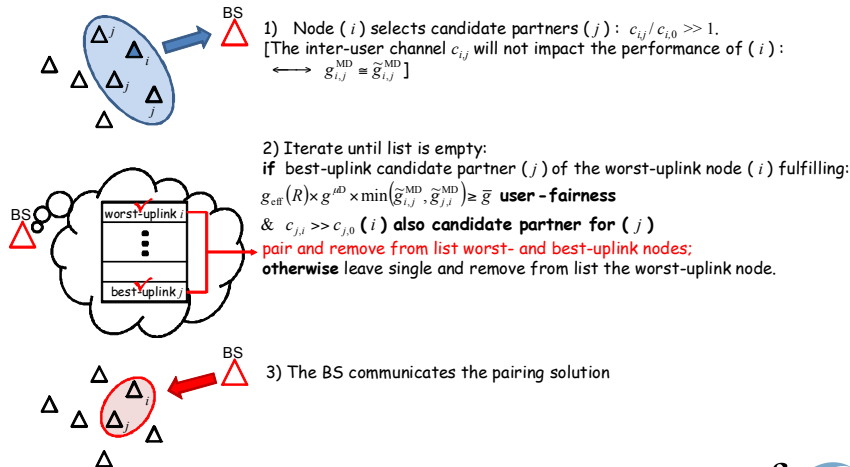 BS
1) Node ( i ) selects candidate partners ( j ) : c_{i,j} / c_{i,0} >> 1.
[The inter-user channel c_{i,j} will not impact the performance of ( i ) :
⟷ g_{i,j}^{MD} ≅ g̃_{i,j}^{MD} ]
j
i
j
j
2) Iterate until list is empty:
if best-uplink candidate partner ( j ) of the worst-uplink node ( i ) fulfilling:
g_{eff}(R) × g^{μD} × min(g̃_{i,j}^{MD}, g̃_{j,i}^{MD}) ≥ g̅ user - fairness
& c_{j,i} >> c_{j,0} ( i ) also candidate partner for ( j )
pair and remove from list worst- and best-uplink nodes;
otherwise leave single and remove from list the worst-uplink node.
BS
worst-uplink i
best-uplink j
BS
3) The BS communicates the pairing solution
i
j